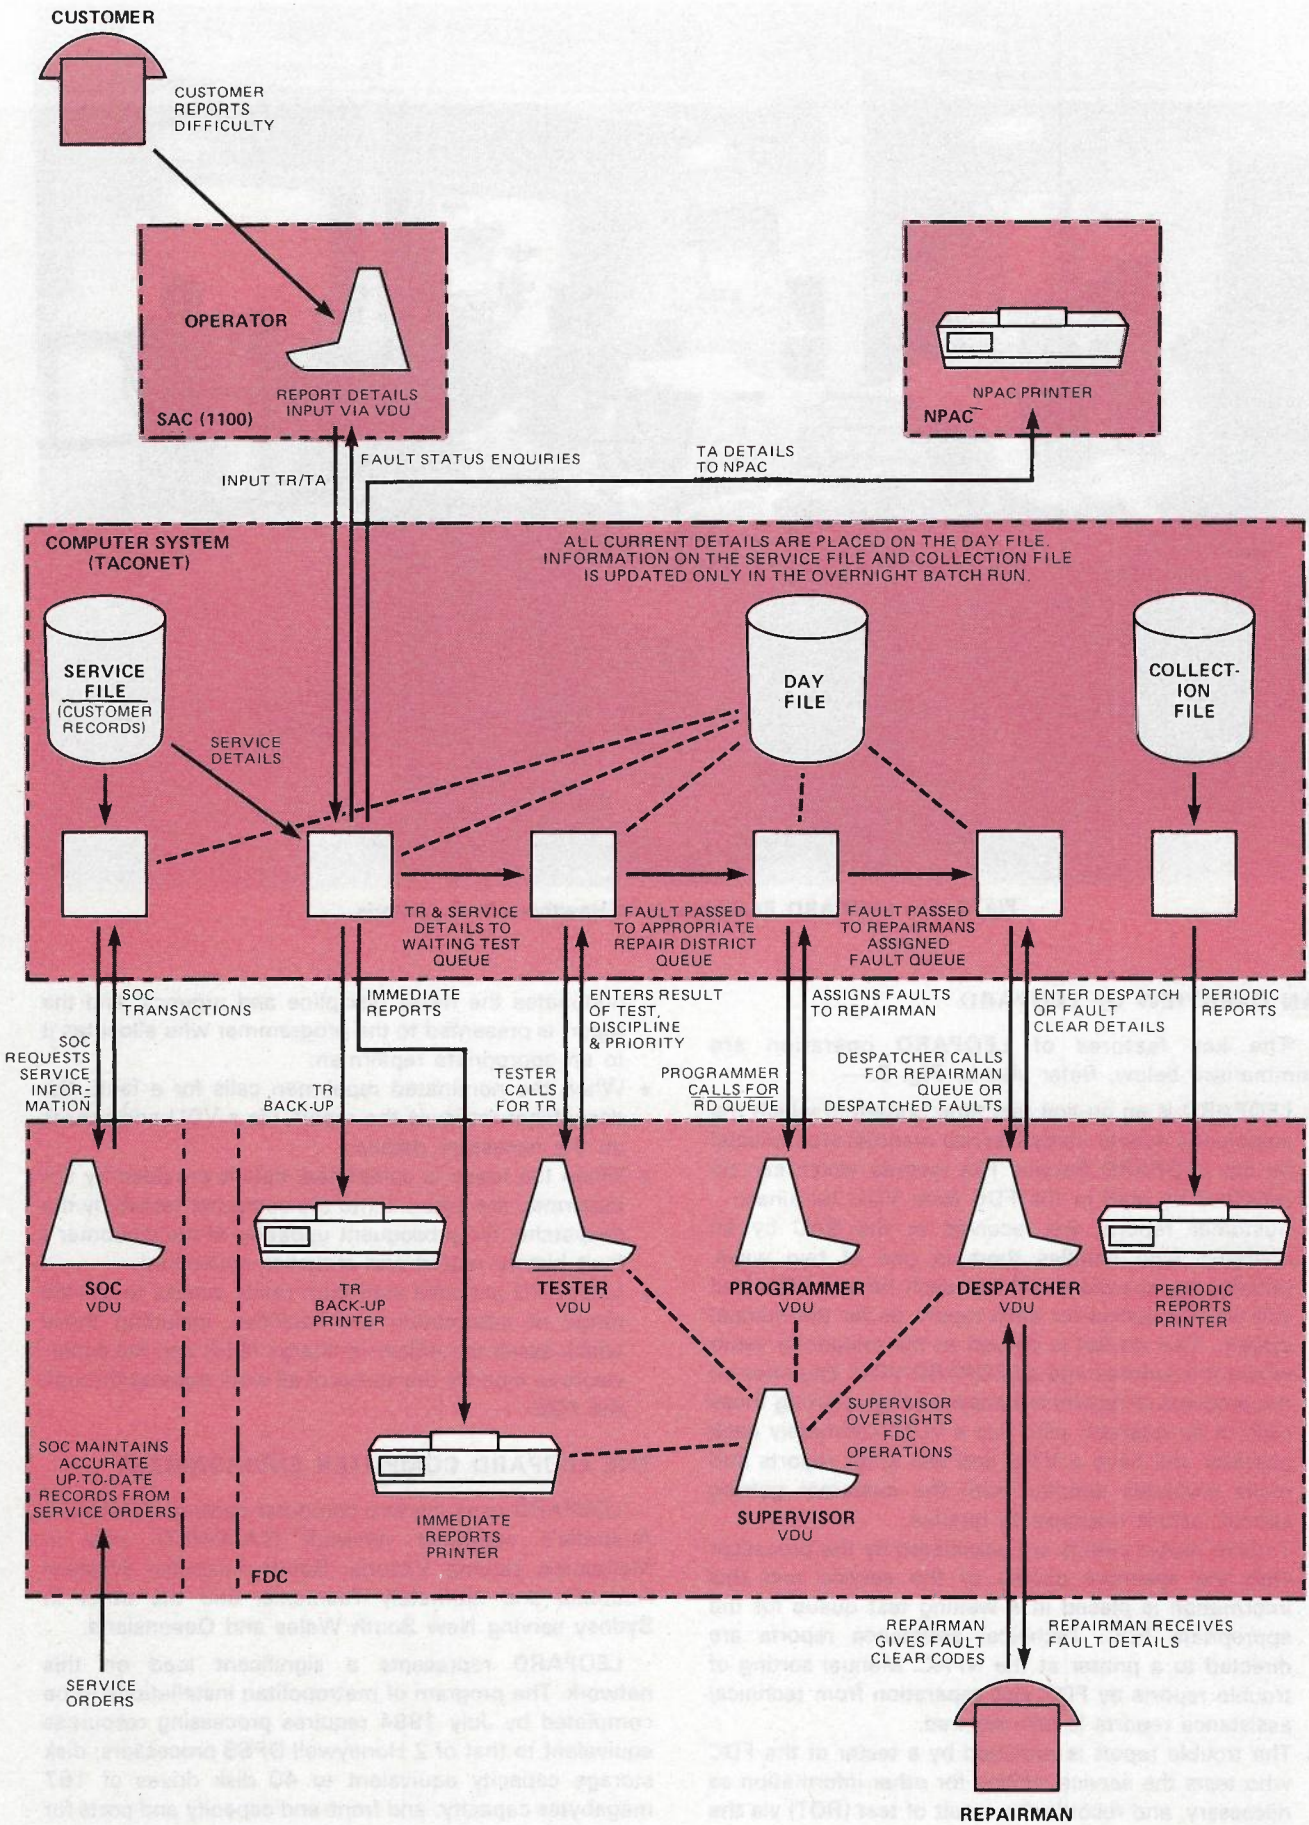 CUSTOMER
CUSTOMER
REPORTS
DIFFICULTY
OPERATOR
REPORT DETAILS
INPUT VIA VDU
SAC (1100)
NPAC PRINTER
NPAC
INPUT TR/TA
FAULT STATUS ENQUIRIES
TA DETAILS
TO NPAC
COMPUTER SYSTEM
(TACONET)
ALL CURRENT DETAILS ARE PLACED ON THE DAY FILE.
INFORMATION ON THE SERVICE FILE AND COLLECTION FILE
IS UPDATED ONLY IN THE OVERNIGHT BATCH RUN.
SERVICE
FILE
(CUSTOMER
RECORDS)
DAY
FILE
COLLECT-
ION
FILE
SERVICE
DETAILS
TR & SERVICE
DETAILS TO
WAITING TEST
QUEUE
FAULT PASSED
TO APPROPRIATE
REPAIR DISTRICT
QUEUE
FAULT PASSED
TO REPAIRMANS
ASSIGNED
FAULT QUEUE
SOC
TRANSACTIONS
SOC
REQUESTS
SERVICE
INFOR-
MATION
IMMEDIATE
REPORTS
TR
BACK-UP
ENTERS RESULT
OF TEST,
DISCIPLINE
& PRIORITY
TESTER
CALLS
FOR TR
ASSIGNS FAULTS
TO REPAIRMAN
PROGRAMMER
CALLS FOR
RD QUEUE
ENTER DESPATCH
OR FAULT
CLEAR DETAILS
DESPATCHER CALLS
FOR REPAIRMAN
QUEUE OR
DESPATCHED FAULTS
PERIODIC
REPORTS
SOC
VDU
TR
BACK-UP
PRINTER
TESTER
VDU
PROGRAMMER
VDU
DESPATCHER
VDU
PERIODIC
REPORTS
PRINTER
SOC MAINTAINS
ACCURATE
UP-TO-DATE
RECORDS FROM
SERVICE ORDERS
IMMEDIATE
REPORTS
PRINTER
SUPERVISOR
OVERSIGHTS
FDC
OPERATIONS
SUPERVISOR
VDU
FDC
SERVICE
ORDERS
REPAIRMAN
GIVES FAULT
CLEAR CODES
REPAIRMAN RECEIVES
FAULT DETAILS
REPAIRMAN